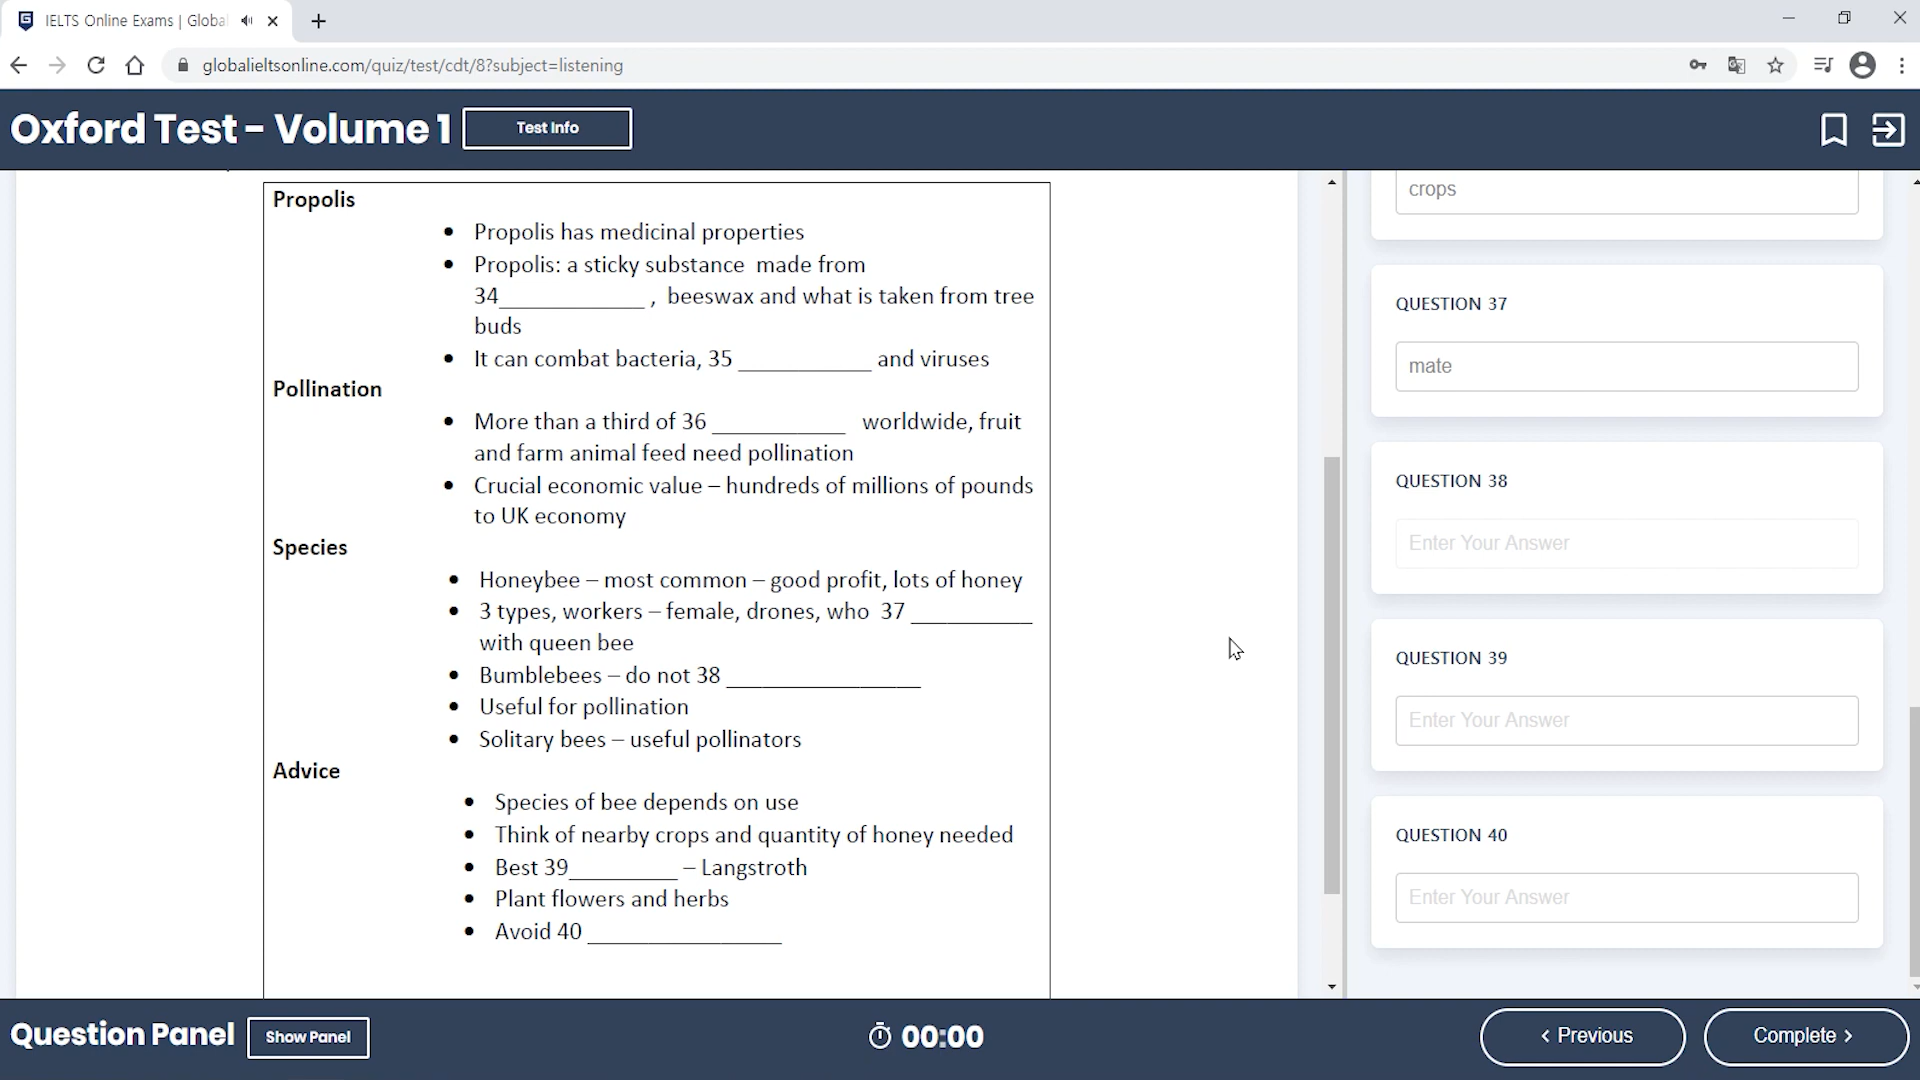 IELTS Online Exams | Globa
globalieltsonline.com/quiz/test/cdt/8?subject=listening
Oxford Test - Volume 1
Test Info
Propolis
• Propolis has medicinal properties
• Propolis: a sticky substance made from
34____________ , beeswax and what is taken from tree
buds
• It can combat bacteria, 35 ___________ and viruses
Pollination
• More than a third of 36 ___________ worldwide, fruit
and farm animal feed need pollination
• Crucial economic value – hundreds of millions of pounds
to UK economy
Species
• Honeybee – most common – good profit, lots of honey
• 3 types, workers – female, drones, who 37 __________
with queen bee
• Bumblebees – do not 38 ________________
• Useful for pollination
• Solitary bees – useful pollinators
Advice
• Species of bee depends on use
• Think of nearby crops and quantity of honey needed
• Best 39_________ – Langstroth
• Plant flowers and herbs
• Avoid 40 ________________
crops
QUESTION 37
mate
QUESTION 38
Enter Your Answer
QUESTION 39
Enter Your Answer
QUESTION 40
Enter Your Answer
Question Panel
Show Panel
00:00
‹ Previous
Complete ›